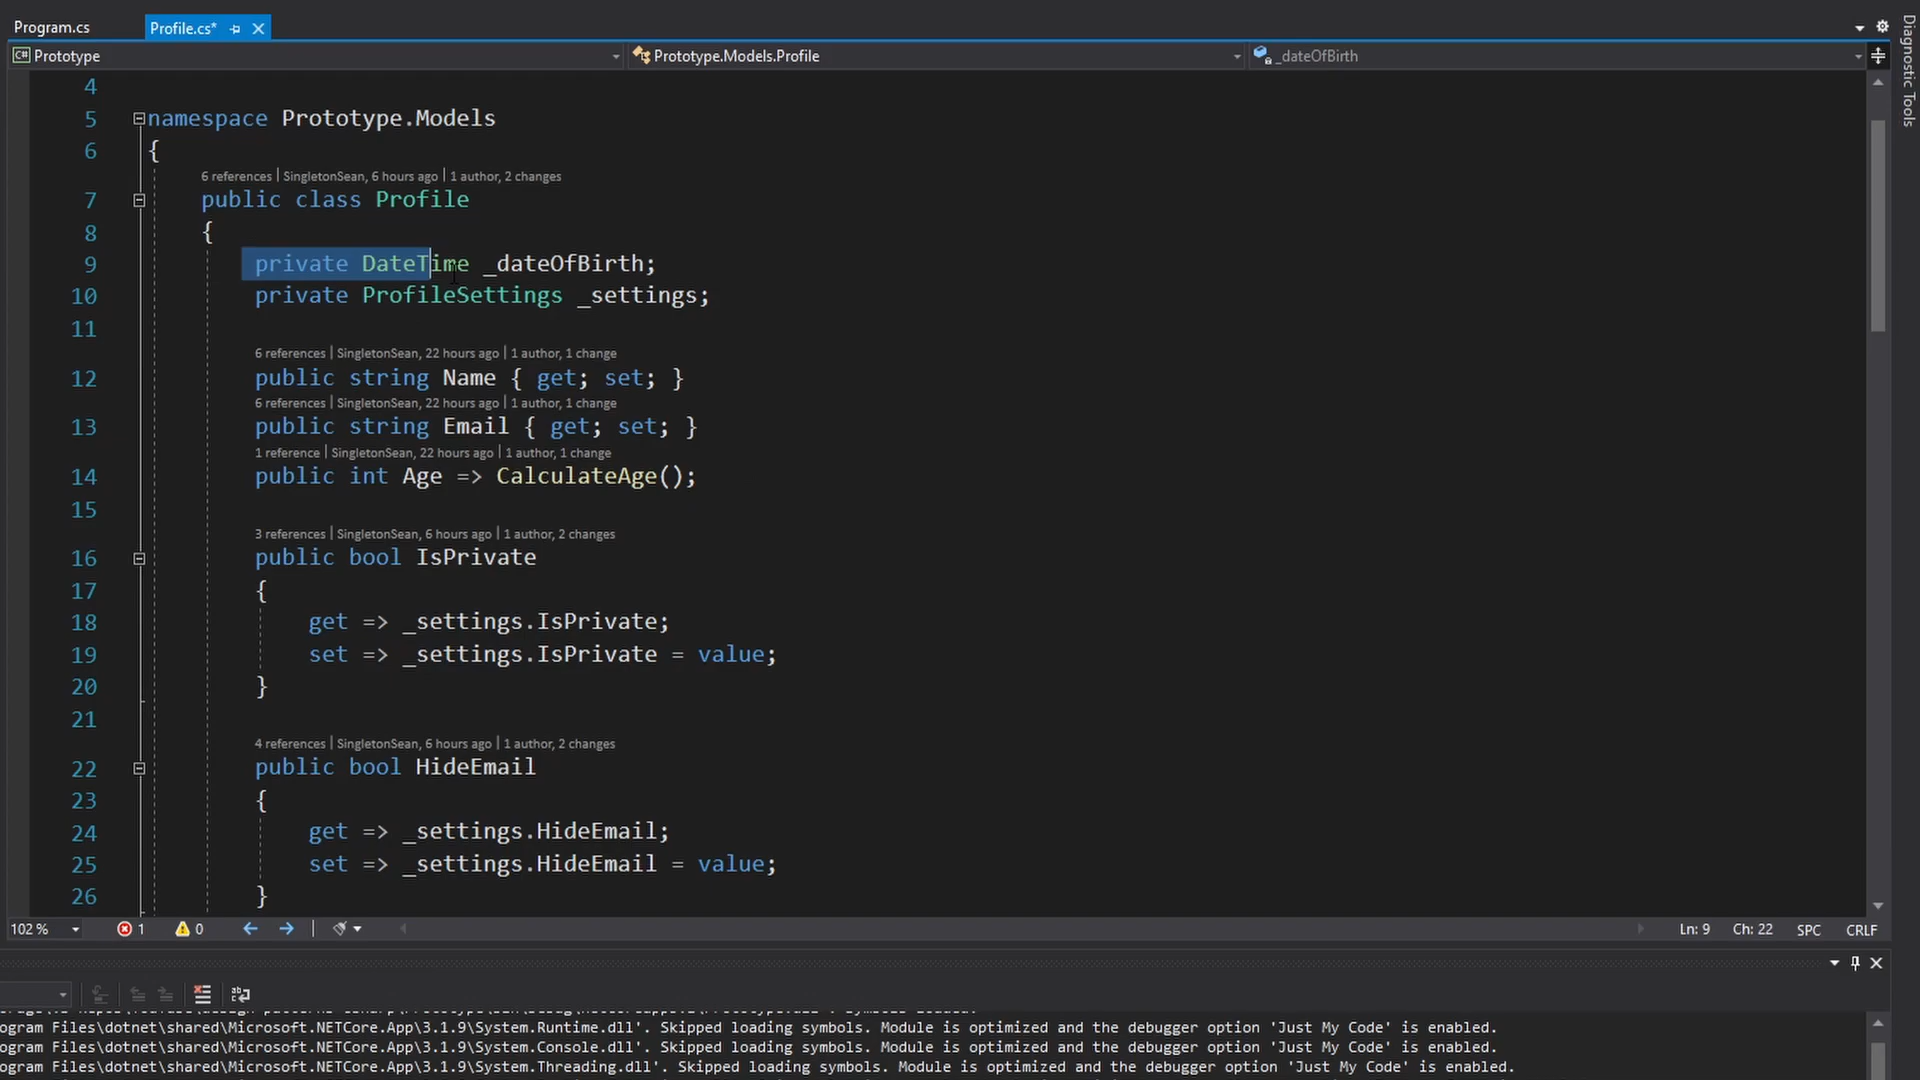 Program.cs
Profile.cs*
Prototype
Prototype.Models.Profile
_dateOfBirth
Diagnostic Tools
4
5 namespace Prototype.Models
6 {
6 references | SingletonSean, 6 hours ago | 1 author, 2 changes
7 public class Profile
8 {
9 private DateTime _dateOfBirth;
10 private ProfileSettings _settings;
11
6 references | SingletonSean, 22 hours ago | 1 author, 1 change
12 public string Name { get; set; }
6 references | SingletonSean, 22 hours ago | 1 author, 1 change
13 public string Email { get; set; }
1 reference | SingletonSean, 22 hours ago | 1 author, 1 change
14 public int Age => CalculateAge();
15
3 references | SingletonSean, 6 hours ago | 1 author, 2 changes
16 public bool IsPrivate
17 {
18 get => _settings.IsPrivate;
19 set => _settings.IsPrivate = value;
20 }
21
4 references | SingletonSean, 6 hours ago | 1 author, 2 changes
22 public bool HideEmail
23 {
24 get => _settings.HideEmail;
25 set => _settings.HideEmail = value;
26 }
102 % 1 0 Ln: 9 Ch: 22 SPC CRLF
ogram Files\dotnet\shared\Microsoft.NETCore.App\3.1.9\System.Runtime.dll'. Skipped loading symbols. Module is optimized and the debugger option 'Just My Code' is enabled.
ogram Files\dotnet\shared\Microsoft.NETCore.App\3.1.9\System.Console.dll'. Skipped loading symbols. Module is optimized and the debugger option 'Just My Code' is enabled.
ogram Files\dotnet\shared\Microsoft.NETCore.App\3.1.9\System.Threading.dll'. Skipped loading symbols. Module is optimized and the debugger option 'Just My Code' is enabled.